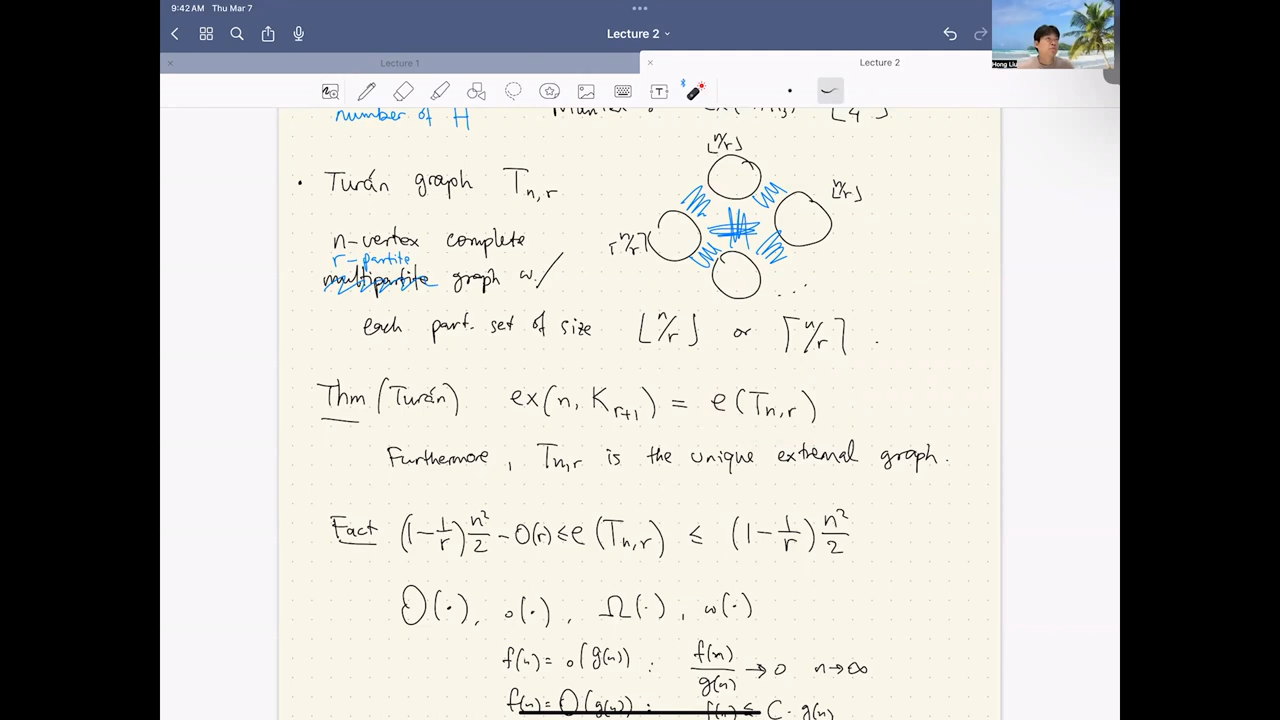 9:42 AM Thu Mar 7
Lecture 2
Hong Liu
Lecture 1
Lecture 2
number of H
• Turán graph T_{n,r}
⌊n/r⌋
⌊n/r⌋
⌈n/r⌉
n-vertex complete
r-partite
multipartite graph w/
...
each part. set of size ⌊n/r⌋ or ⌈n/r⌉.
Thm (Turán) ex(n, K_{r+1}) = e(T_{n,r})
Furthermore, T_{n,r} is the unique extremal graph.
Fact (1-1/r) n²/2 - O(r) ≤ e(T_{n,r}) ≤ (1-1/r) n²/2
O(·), o(·), Ω(·), ω(·)
f(n) = o(g(n)) : f(n)/g(n) → 0 n→∞
f(n) = O(g(n)) : f(n) ≤ C · g(n)